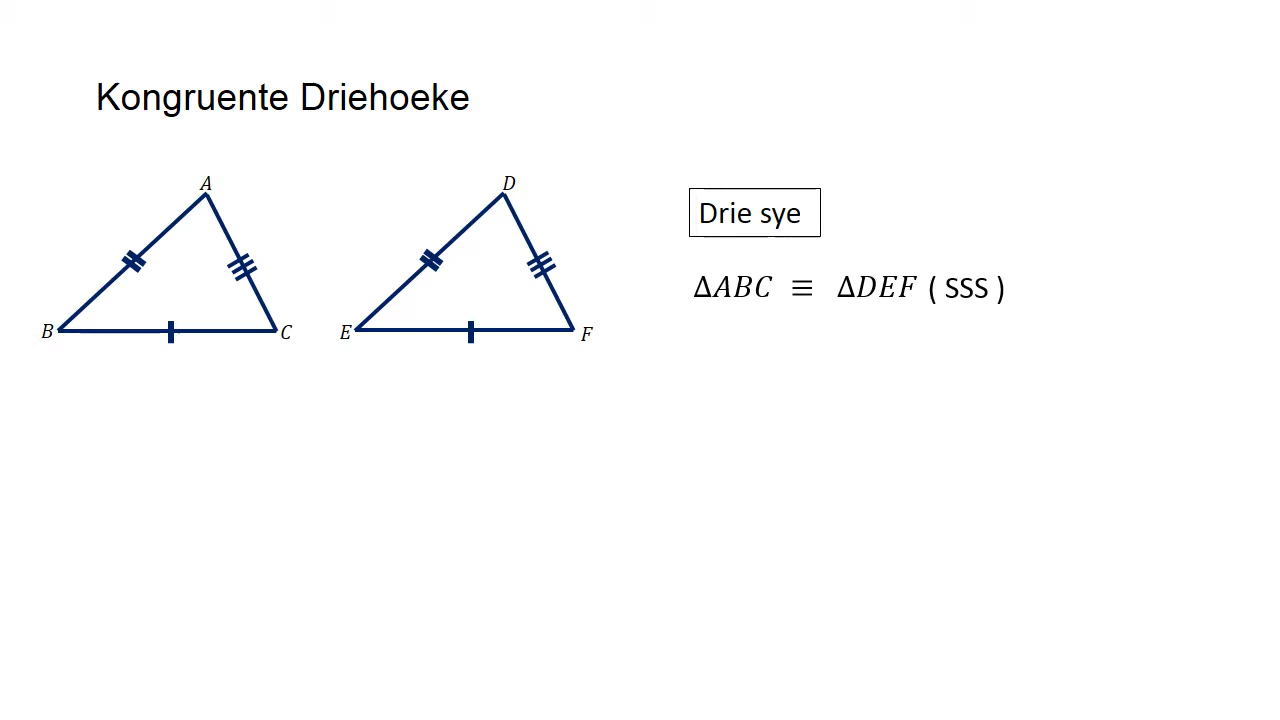 Kongruente Driehoeke
A
B
C
D
E
F
Drie sye
ΔABC ≡ ΔDEF ( SSS )